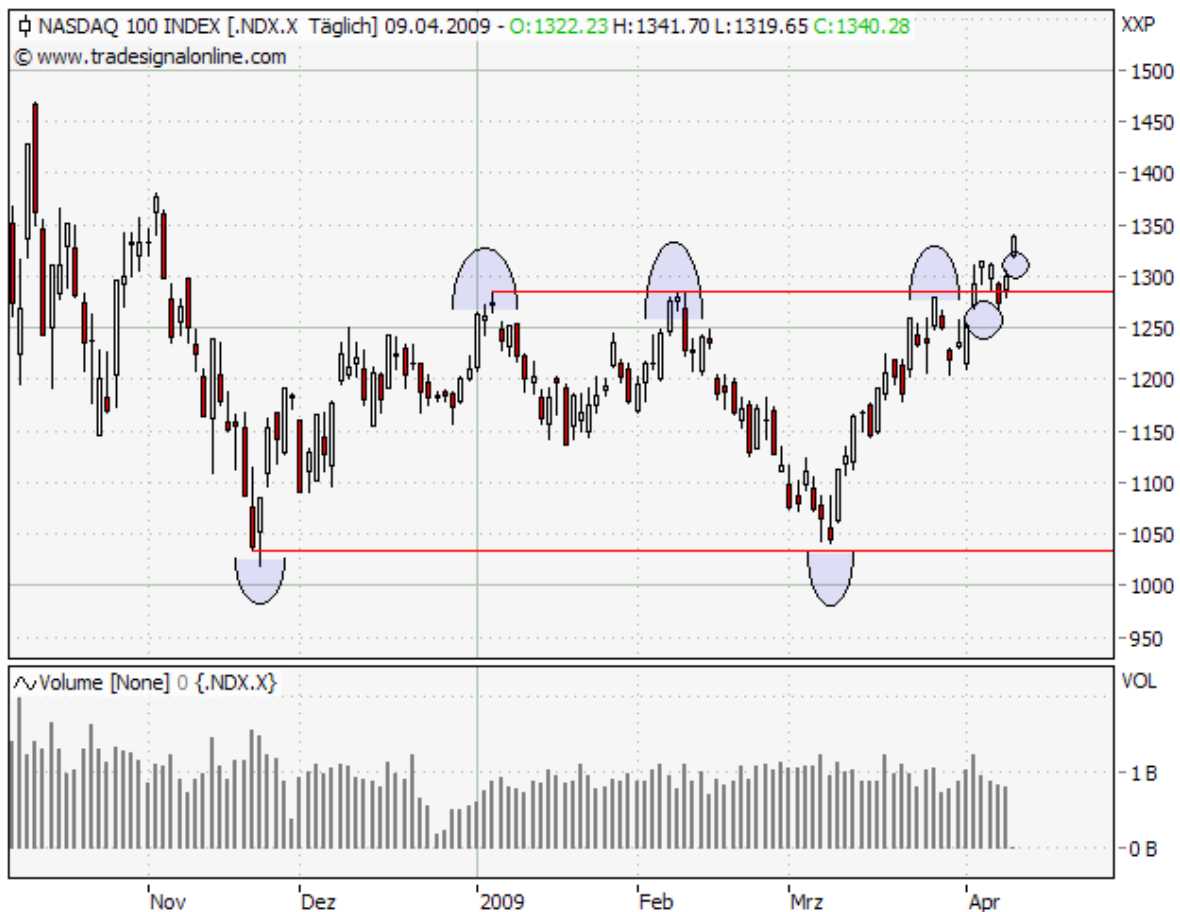 NASDAQ 100 INDEX [.NDX.X Täglich] 09.04.2009 - O:1322.23 H:1341.70 L:1319.65 C:1340.28
XXP
© www.tradesignalonline.com
1500
1450
1400
1350
1300
1250
1200
1150
1100
1050
1000
950
Volume [None] 0 {.NDX.X}
VOL
1 B
0 B
Nov Dez 2009 Feb Mrz Apr